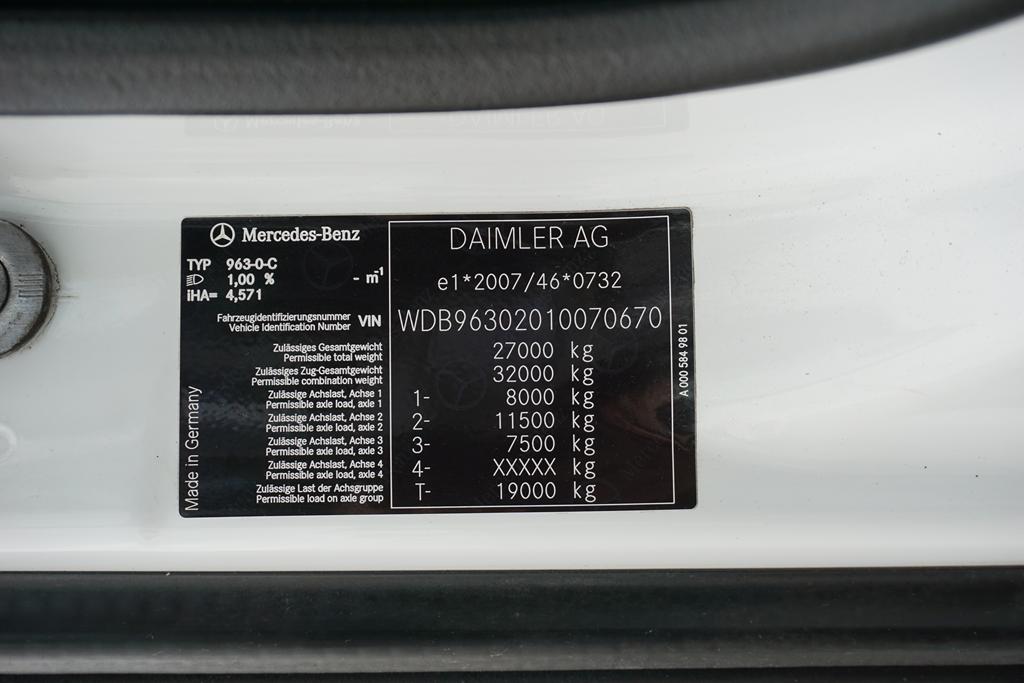 Mercedes-Benz
TYP 963-0-C
1,00 % - m-1
iHA= 4,571
Fahrzeugidentifizierungsnummer
Vehicle Identification Number VIN
Zulässiges Gesamtgewicht
Permissible total weight
Zulässiges Zug-Gesamtgewicht
Permissible combination weight
Zulässige Achslast, Achse 1
Permissible axle load, axle 1
Zulässige Achslast, Achse 2
Permissible axle load, axle 2
Zulässige Achslast, Achse 3
Permissible axle load, axle 3
Zulässige Achslast, Achse 4
Permissible axle load, axle 4
Zulässige Last der Achsgruppe
Permissible load on axle group
Made in Germany
DAIMLER AG
e1*2007/46*0732
WDB96302010070670
27000 kg
32000 kg
1- 8000 kg
2- 11500 kg
3- 7500 kg
4- XXXXX kg
T- 19000 kg
A 000 584 98 01